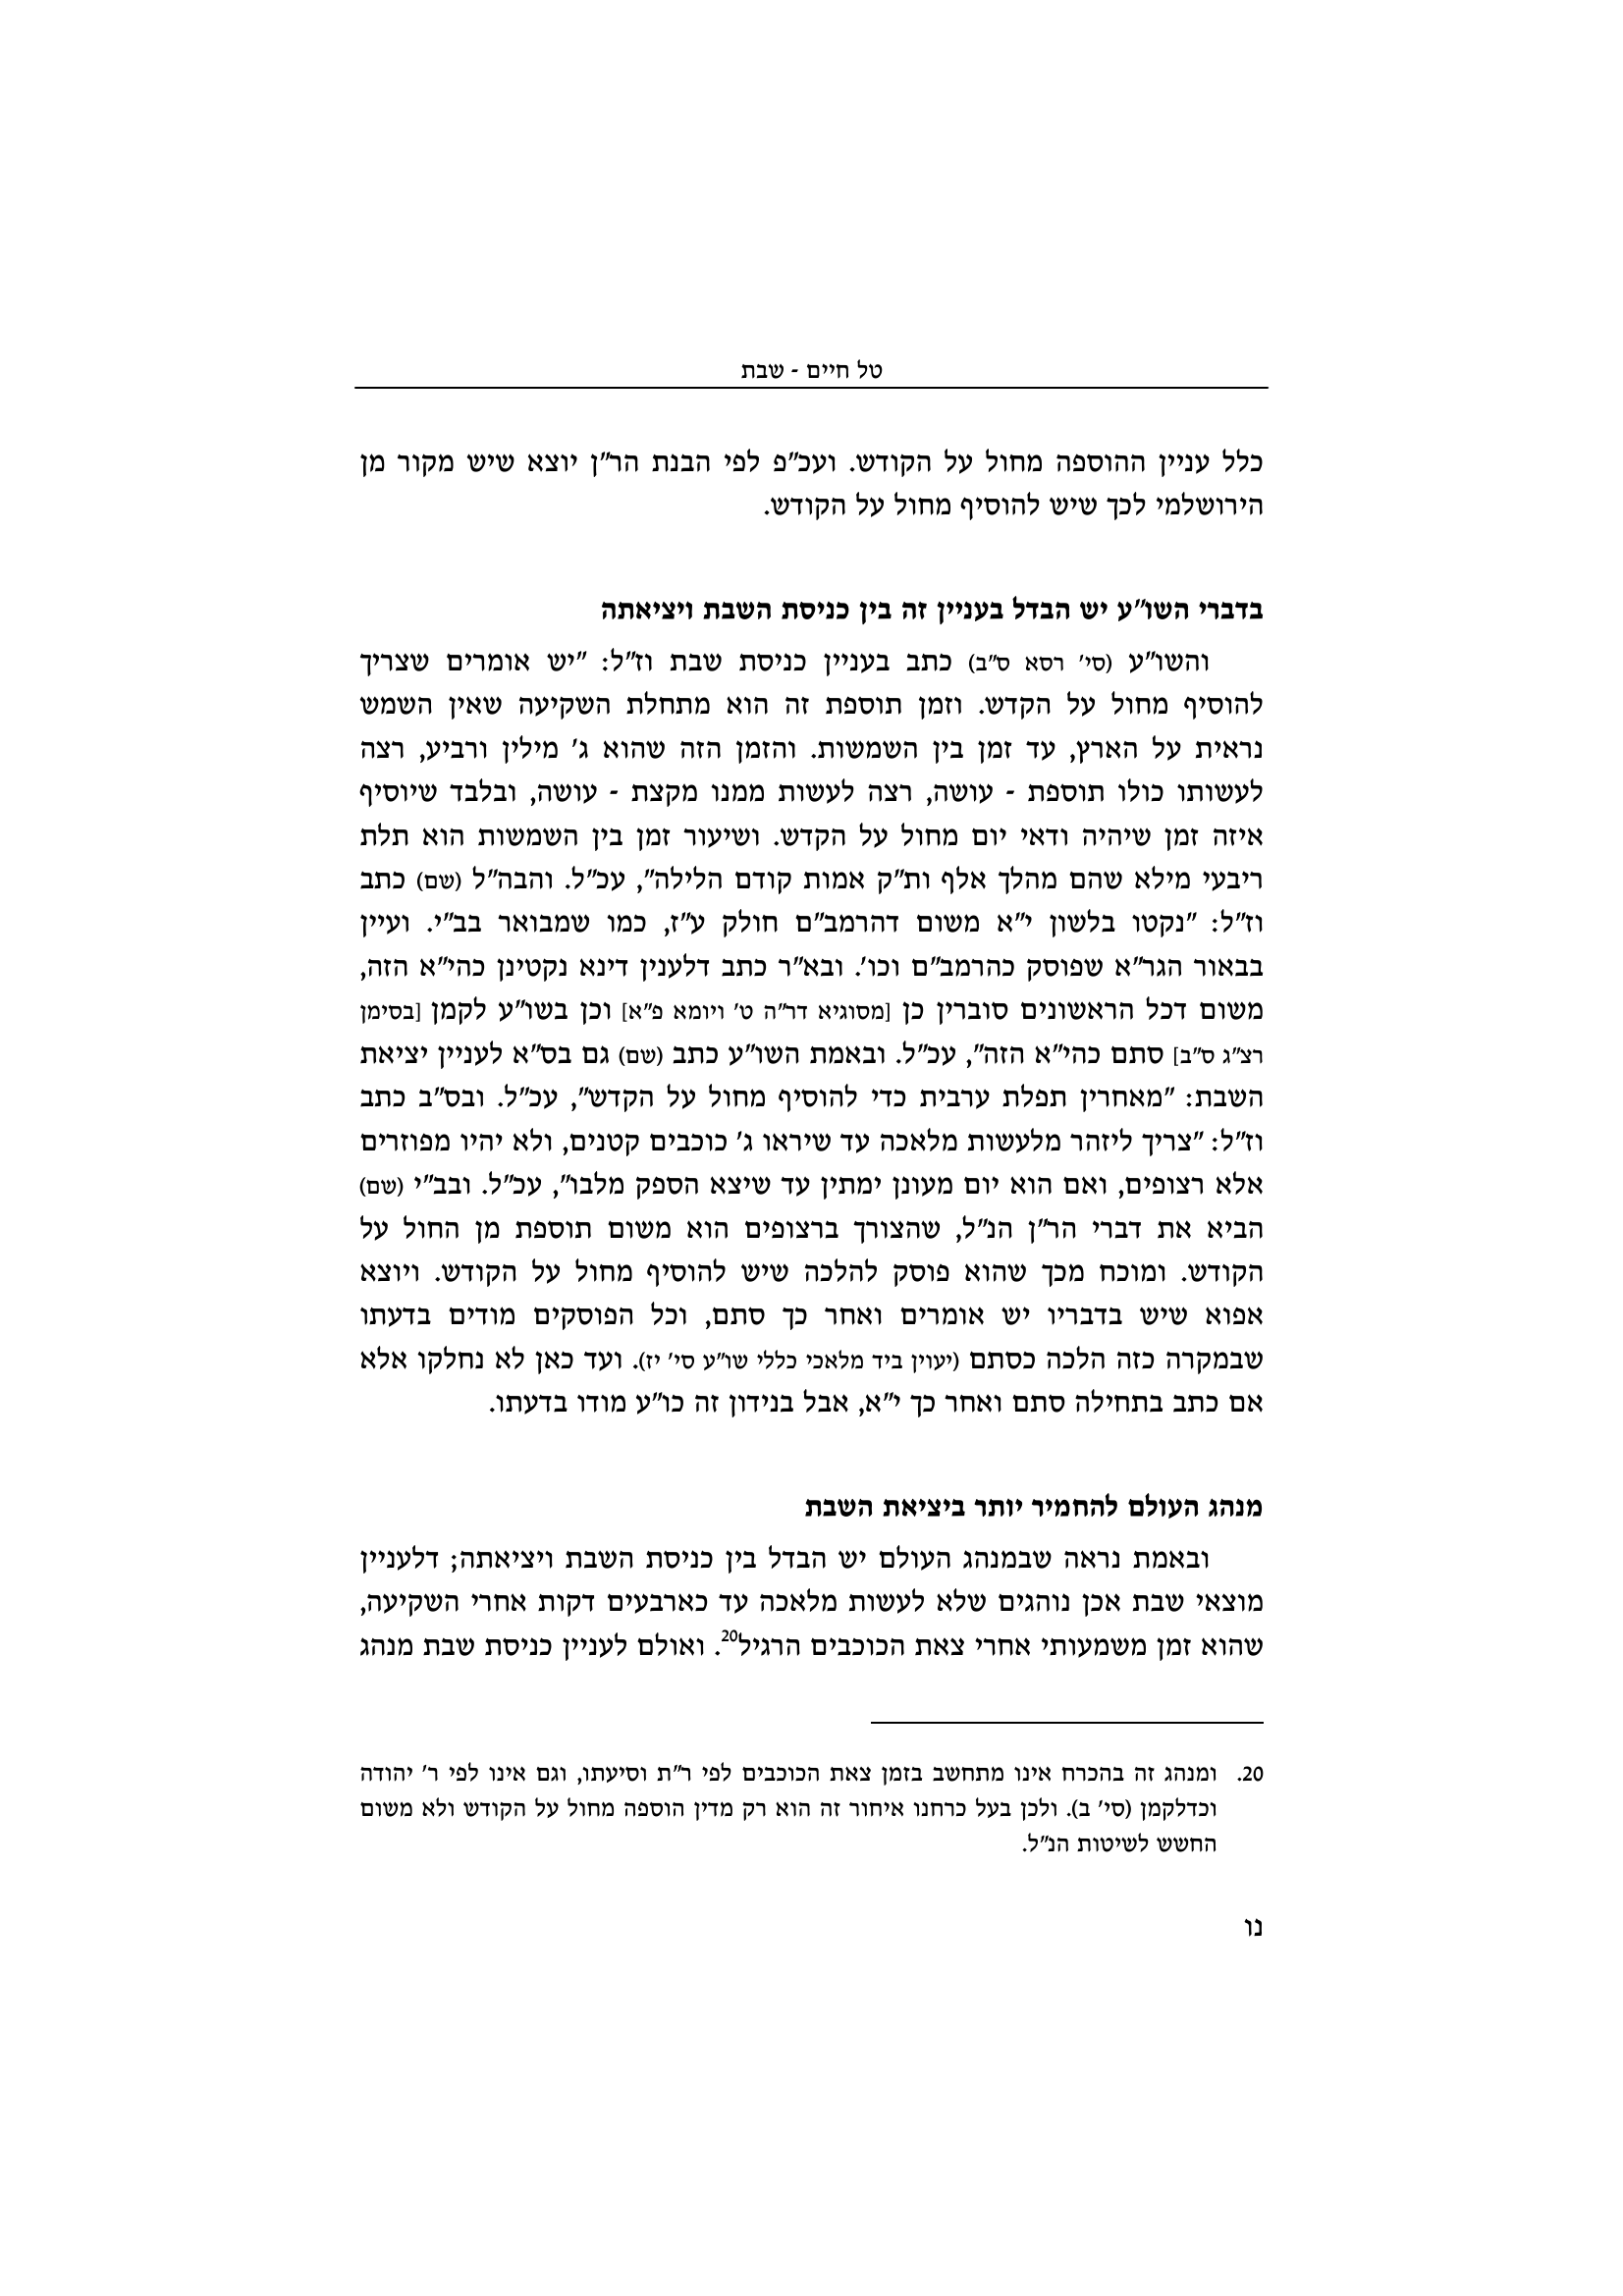 טל חיים - שבת
כלל עניין ההוספה מחול על הקודש. ועכ"פ לפי הבנת הר"ן יוצא שיש מקור מן
הירושלמי לכך שיש להוסיף מחול על הקודש.
בדברי השו"ע יש הבדל בעניין זה בין כניסת השבת ויציאתה
והשו"ע (סי' רסא ס"ב) כתב בעניין כניסת שבת וז"ל: "יש אומרים שצריך
להוסיף מחול על הקדש. וזמן תוספת זה הוא מתחלת השקיעה שאין השמש
נראית על הארץ, עד זמן בין השמשות. והזמן הזה שהוא ג' מילין ורביע, רצה
לעשותו כולו תוספת - עושה, רצה לעשות ממנו מקצת - עושה, ובלבד שיוסיף
איזה זמן שיהיה ודאי יום מחול על הקדש. ושיעור זמן בין השמשות הוא תלת
ריבעי מילא שהם מהלך אלף ות"ק אמות קודם הלילה", עכ"ל. והבה"ל (שם) כתב
וז"ל: "נקטו בלשון י"א משום דהרמב"ם חולק ע"ז, כמו שמבואר בב"י. ועיין
בבאור הגר"א שפוסק כהרמב"ם וכו'. ובא"ר כתב דלענין דינא נקטינן כהי"א הזה,
משום דכל הראשונים סוברין כן [מסוגיא דר"ה ט' ויומא פ"א] וכן בשו"ע לקמן [בסימן
רצ"ג ס"ב] סתם כהי"א הזה", עכ"ל. ובאמת השו"ע כתב (שם) גם בס"א לעניין יציאת
השבת: "מאחרין תפלת ערבית כדי להוסיף מחול על הקדש", עכ"ל. ובס"ב כתב
וז"ל: "צריך ליזהר מלעשות מלאכה עד שיראו ג' כוכבים קטנים, ולא יהיו מפוזרים
אלא רצופים, ואם הוא יום מעונן ימתין עד שיצא הספק מלבו", עכ"ל. ובב"י (שם)
הביא את דברי הר"ן הנ"ל, שהצורך ברצופים הוא משום תוספת מן החול על
הקודש. ומוכח מכך שהוא פוסק להלכה שיש להוסיף מחול על הקודש. ויוצא
אפוא שיש בדבריו יש אומרים ואחר כך סתם, וכל הפוסקים מודים בדעתו
שבמקרה כזה הלכה כסתם (יעוין ביד מלאכי כללי שו"ע סי' יז). ועד כאן לא נחלקו אלא
אם כתב בתחילה סתם ואחר כך י"א, אבל בנידון זה כו"ע מודו בדעתו.
מנהג העולם להחמיר יותר ביציאת השבת
ובאמת נראה שבמנהג העולם יש הבדל בין כניסת השבת ויציאתה; דלעניין
מוצאי שבת אכן נוהגים שלא לעשות מלאכה עד כארבעים דקות אחרי השקיעה,
שהוא זמן משמעותי אחרי צאת הכוכבים הרגיל20. ואולם לעניין כניסת שבת מנהג
20. ומנהג זה בהכרח אינו מתחשב בזמן צאת הכוכבים לפי ר"ת וסיעתו, וגם אינו לפי ר' יהודה
וכדלקמן (סי' ב). ולכן בעל כרחנו איחור זה הוא רק מדין הוספה מחול על הקודש ולא משום
החשש לשיטות הנ"ל.
נו